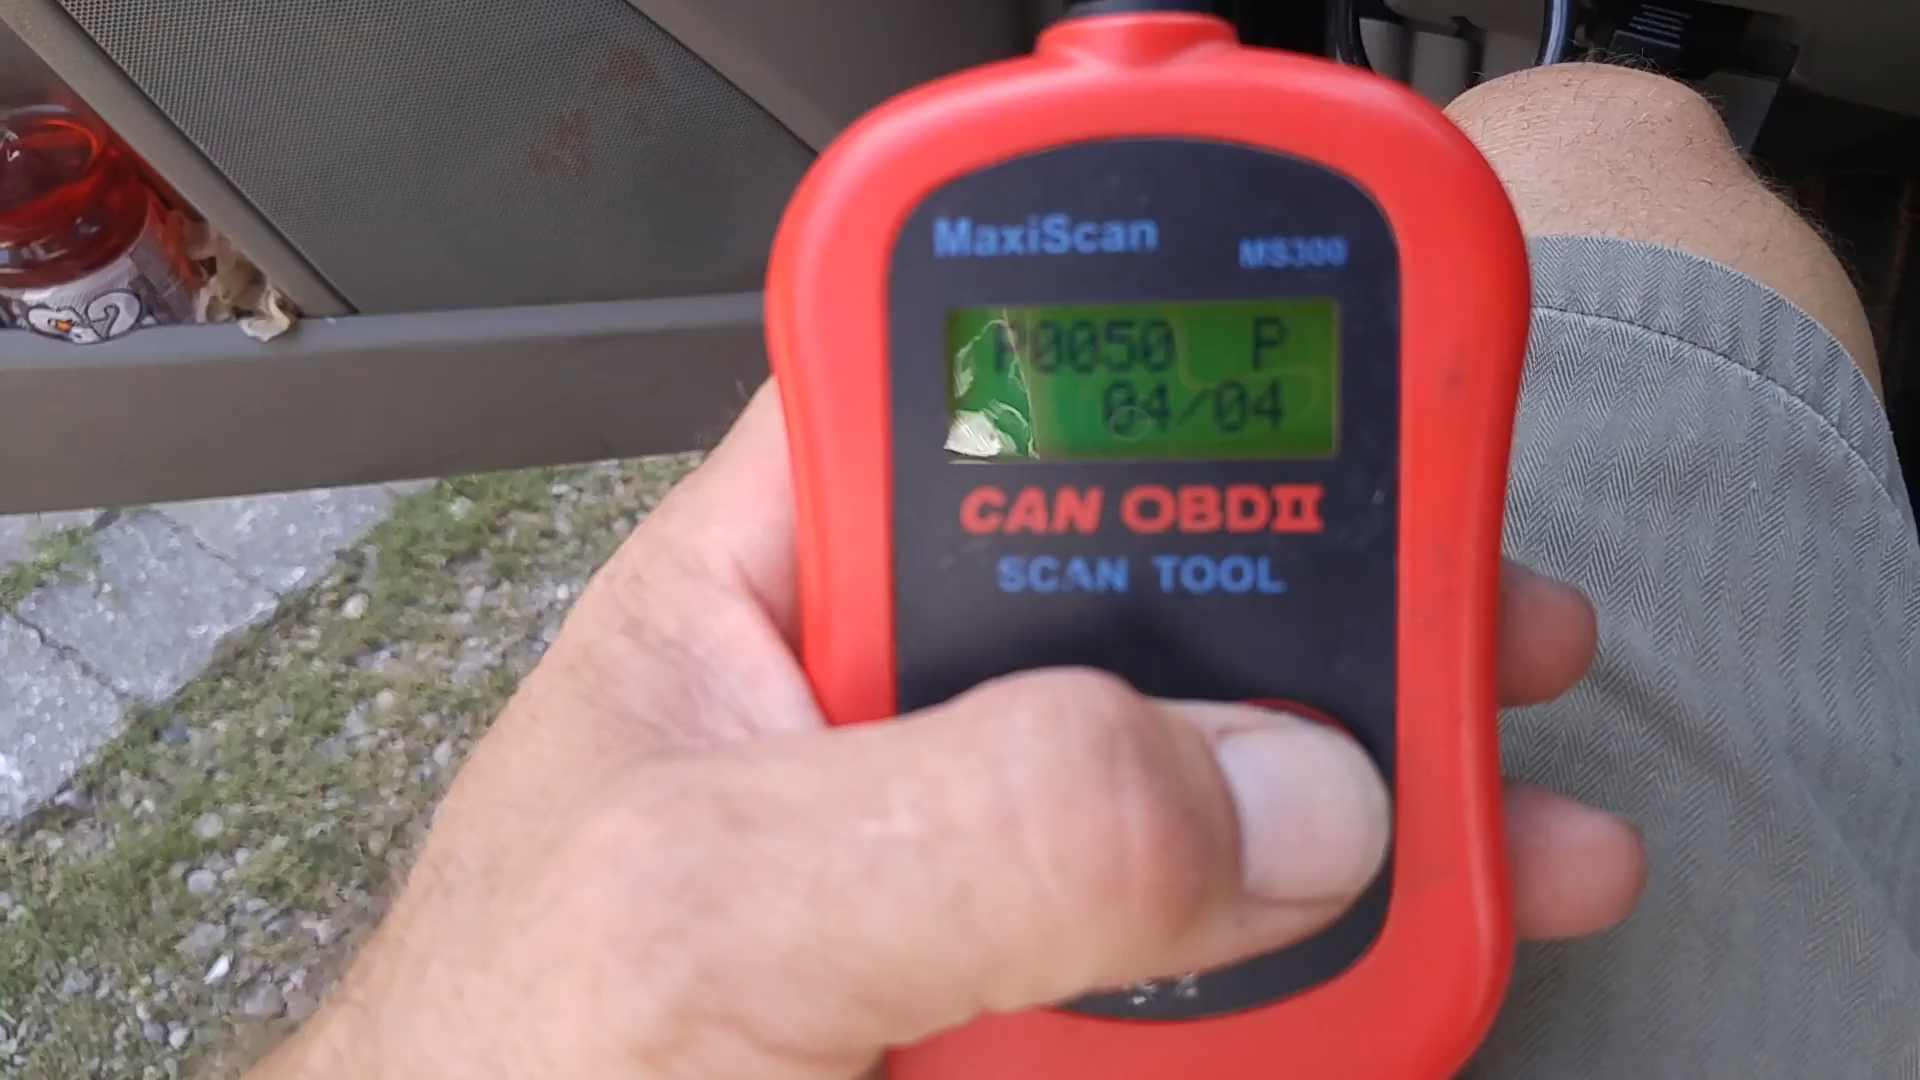 MaxiScan
MS300
P0050 P
04/04
CAN OBDII
SCAN TOOL